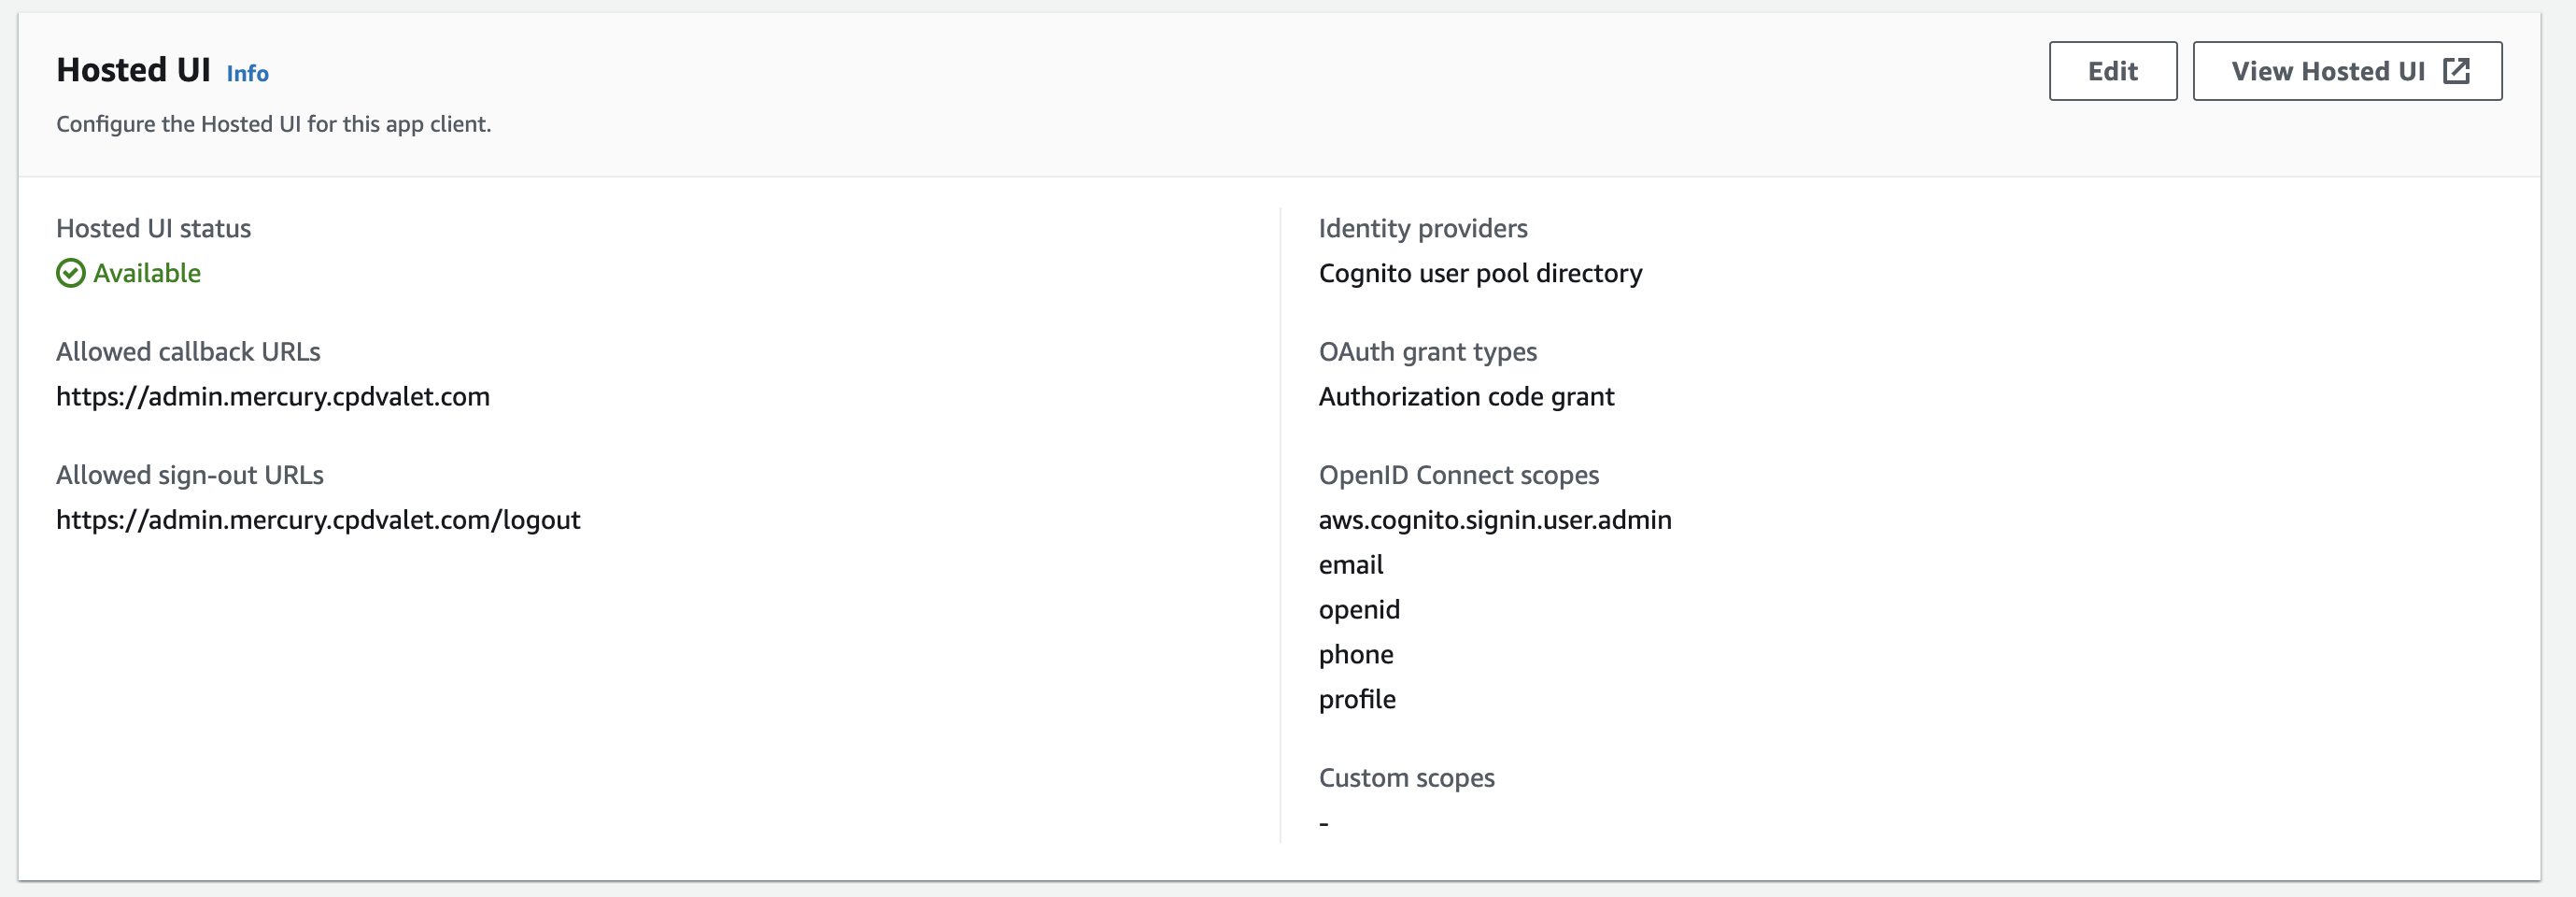 Hosted UI Info
Edit
View Hosted UI
Configure the Hosted UI for this app client.
Hosted UI status
Available
Allowed callback URLs
https://admin.mercury.cpdvalet.com
Allowed sign-out URLs
https://admin.mercury.cpdvalet.com/logout
Identity providers
Cognito user pool directory
OAuth grant types
Authorization code grant
OpenID Connect scopes
aws.cognito.signin.user.admin
email
openid
phone
profile
Custom scopes
-